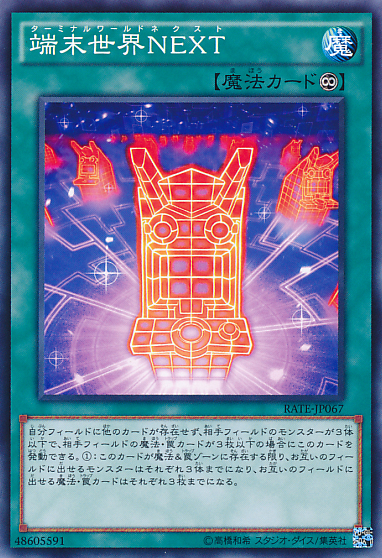 ターミナルワールドネクスト
端末世界NEXT
魔
【魔法カード】
RATE-JP067
自分フィールドに他のカードが存在せず、相手フィールドのモンスターが3体
以下で、相手フィールドの魔法・罠カードが3枚以下の場合にこのカードを
発動できる。①:このカードが魔法&罠ゾーンに存在する限り、お互いのフィー
ルドに出せるモンスターはそれぞれ3体までになり、お互いのフィールドに
出せる魔法・罠カードはそれぞれ3枚までになる。
48605591
©高橋和希 スタジオ・ダイス/集英社